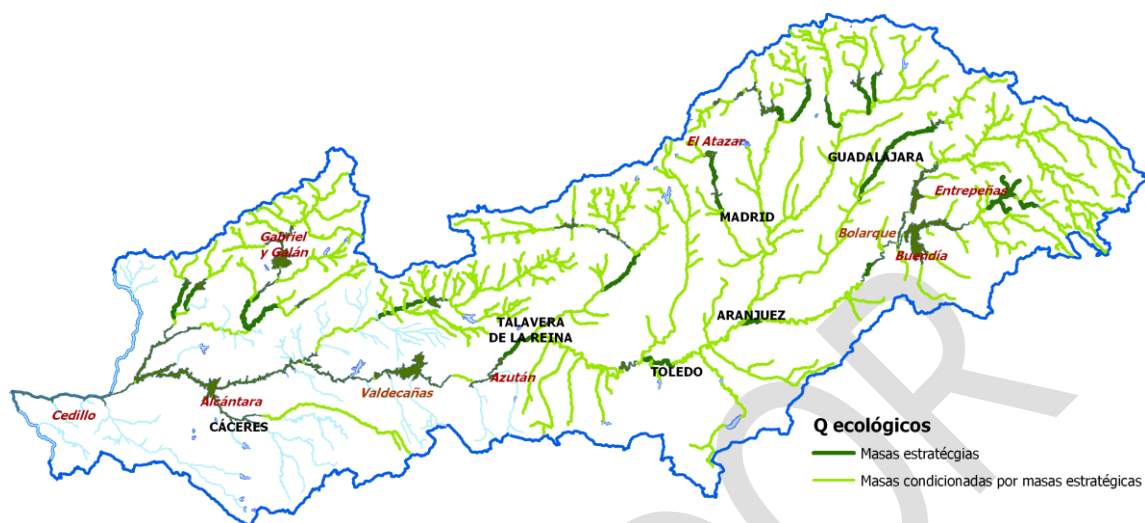 El Atazar
GUADALAJARA
Entrepeñas
MADRID
Bolarque
Gabriel
y Galán
Buendía
TALAVERA
DE LA REINA
ARANJUEZ
TOLEDO
Azután
Valdecañas
Alcántara
Cedillo
CÁCERES
Q ecológicos
Masas estratécgias
Masas condicionadas por masas estratégicas
OR